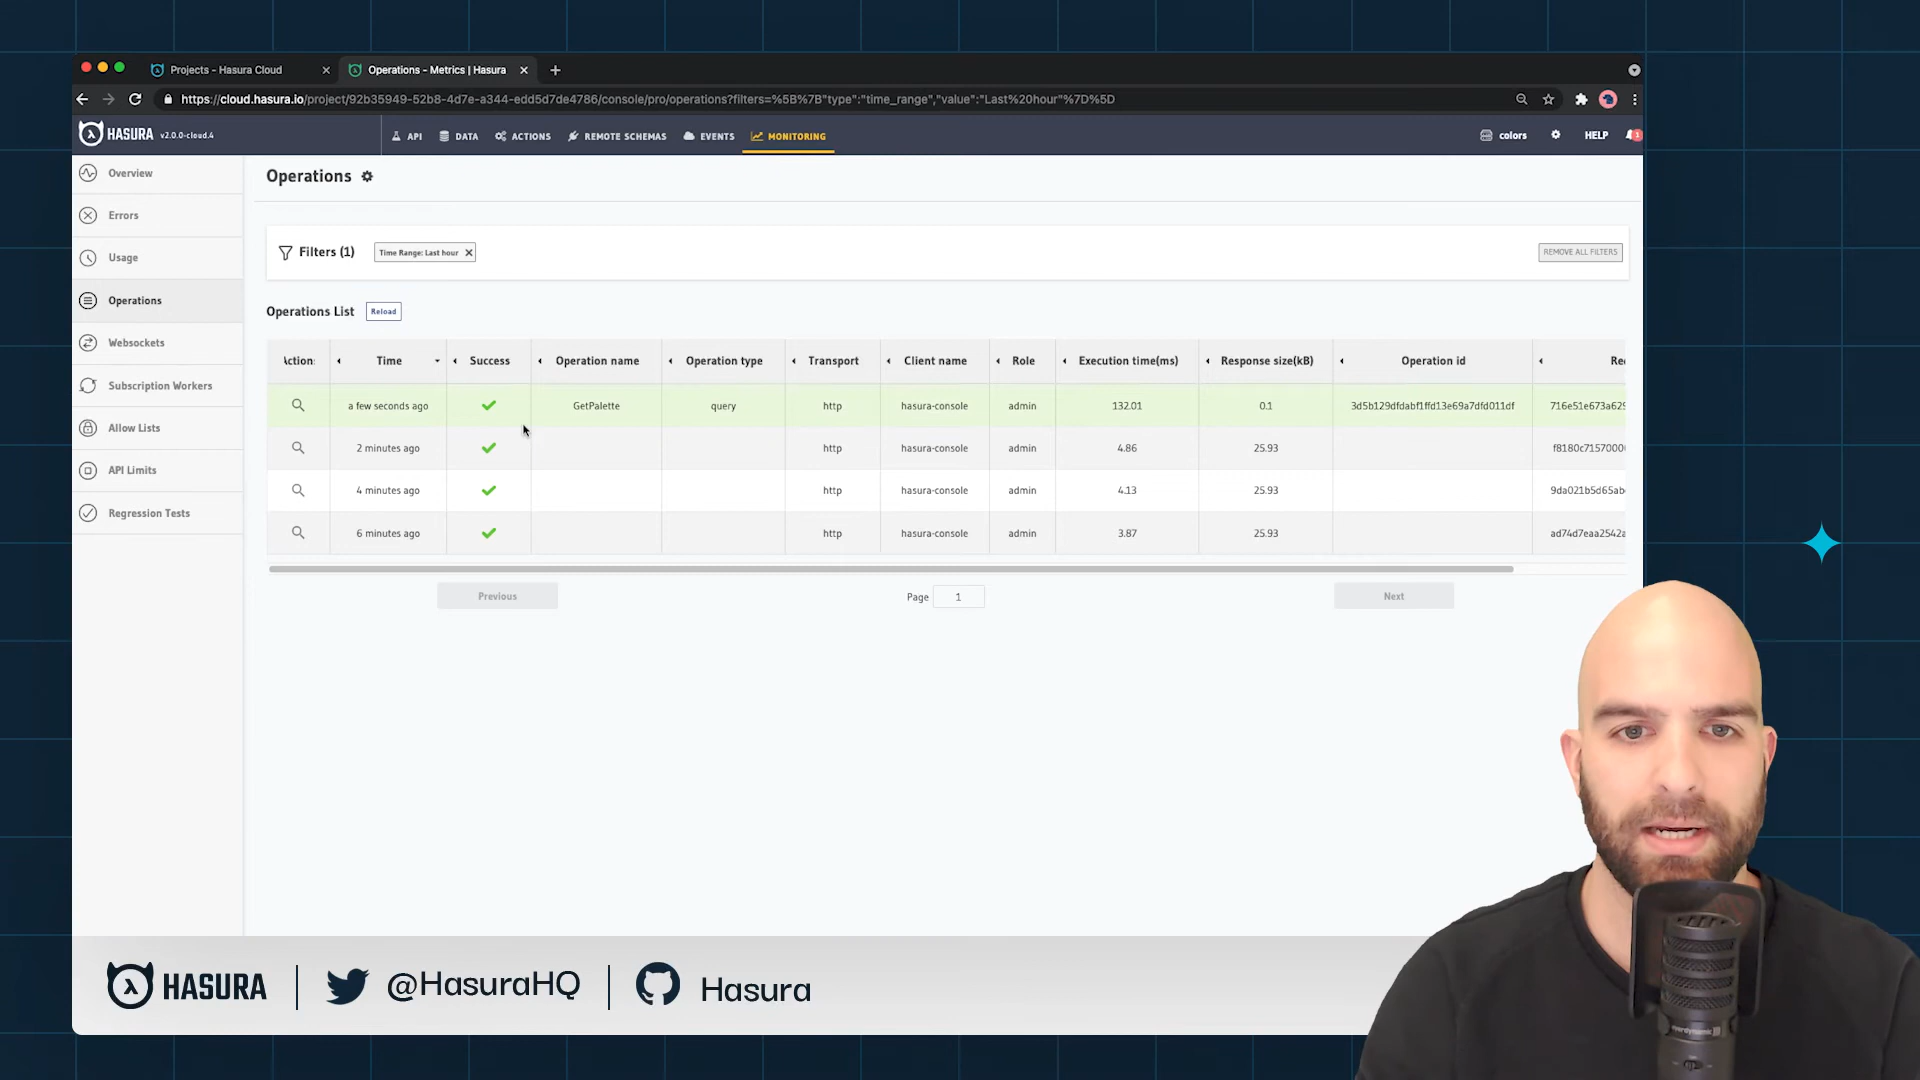 Projects - Hasura Cloud
Operations - Metrics | Hasura
https://cloud.hasura.io/project/92b35949-52b8-4d7e-a344-edd5d7de4786/console/pro/operations?filters=%5B%7B"type":"time_range","value":"Last%20hour"%7D%5D
HASURA v2.0.0-cloud.4
API DATA ACTIONS REMOTE SCHEMAS EVENTS MONITORING
colors HELP 1
Overview
Errors
Usage
Operations
Websockets
Subscription Workers
Allow Lists
API Limits
Regression Tests
Operations
Filters (1) Time Range: Last hour REMOVE ALL FILTERS
Operations List Reload
Action: Time Success Operation name Operation type Transport Client name Role Execution time(ms) Response size(kB) Operation id Re
a few seconds ago GetPalette query http hasura-console admin 132.01 0.1 3d5b129dfdabf1ffd13e69a7dfd011df 716e51e673a629
2 minutes ago http hasura-console admin 4.86 25.93 f8180c7157000
4 minutes ago http hasura-console admin 4.13 25.93 9da021b5d65ab
6 minutes ago http hasura-console admin 3.87 25.93 ad74d7eaa2542a
Previous Page 1 Next
HASURA @HasuraHQ Hasura